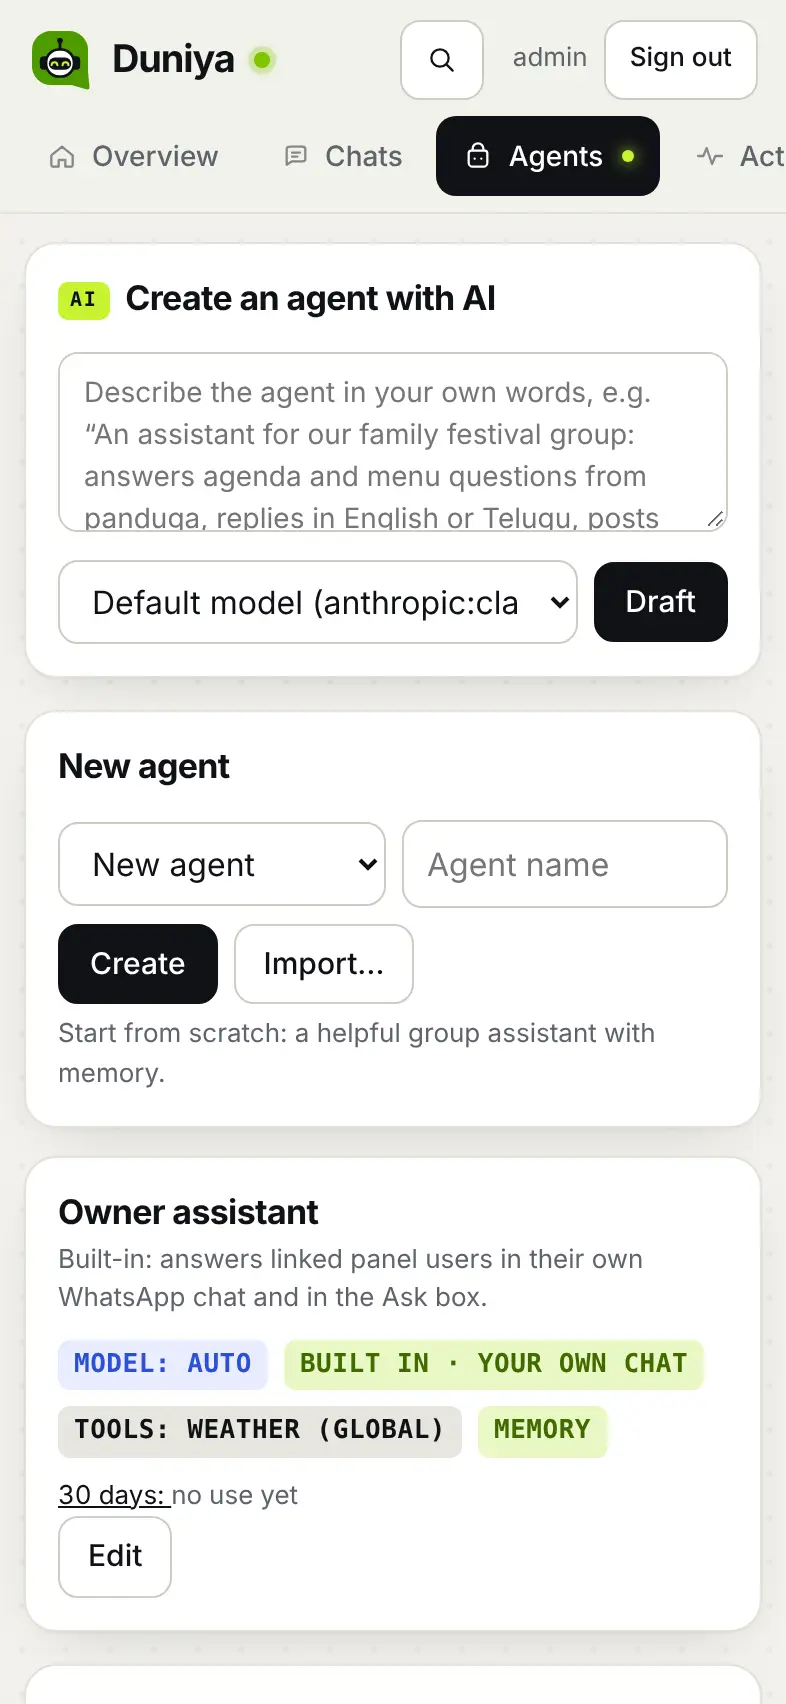 Duniya
admin
Sign out
Overview
Chats
Agents
Act
AI
Create an agent with AI
Describe the agent in your own words, e.g.
“An assistant for our family festival group:
answers agenda and menu questions from
panduga, replies in English or Telugu, posts
Default model (anthropic:cla
Draft
New agent
New agent
Agent name
Create
Import...
Start from scratch: a helpful group assistant with
memory.
Owner assistant
Built-in: answers linked panel users in their own
WhatsApp chat and in the Ask box.
MODEL: AUTO
BUILT IN · YOUR OWN CHAT
TOOLS: WEATHER (GLOBAL)
MEMORY
30 days: no use yet
Edit